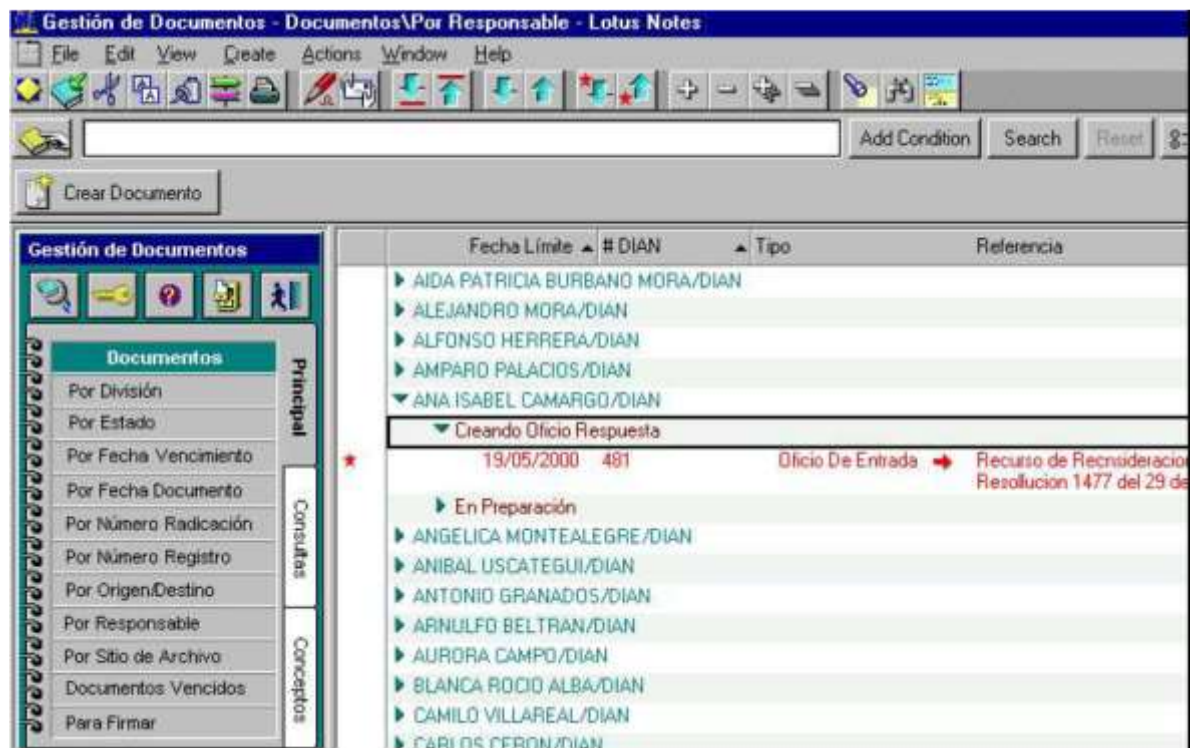 Gestión de Documentos - Documentos\Por Responsable - Lotus Notes
File Edit View Create Actions Window Help
Add Condition Search Reset
Crear Documento
Gestión de Documentos
Documentos
Por División
Por Estado
Por Fecha Vencimiento
Por Fecha Documento
Por Número Radicación
Por Número Registro
Por Origen/Destino
Por Responsable
Por Sitio de Archivo
Documentos Vencidos
Para Firmar
Principal
Consultas
Conceptos
Fecha Límite # DIAN Tipo Referencia
AIDA PATRICIA BURBANO MORA/DIAN
ALEJANDRO MORA/DIAN
ALFONSO HERRERA/DIAN
AMPARO PALACIOS/DIAN
ANA ISABEL CAMARGO/DIAN
Creando Oficio Respuesta
19/05/2000 481 Oficio De Entrada Recurso de Recnsideracio
Resollucion 1477 del 29 de
En Preparación
ANGELICA MONTEALEGRE/DIAN
ANIBAL USCATEGUI/DIAN
ANTONIO GRANADOS/DIAN
ARNULFO BELTRAN/DIAN
AURORA CAMPO/DIAN
BLANCA ROCIO ALBA/DIAN
CAMILO VILLAREAL/DIAN
CARLOS CERON/DIAN